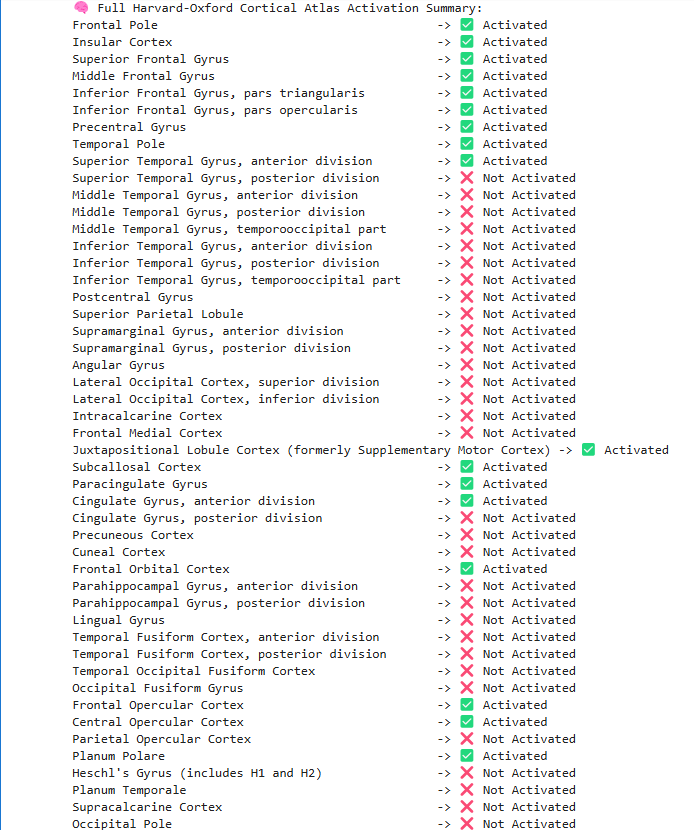 🧠 Full Harvard-Oxford Cortical Atlas Activation Summary:
Frontal Pole -> ✅ Activated
Insular Cortex -> ✅ Activated
Superior Frontal Gyrus -> ✅ Activated
Middle Frontal Gyrus -> ✅ Activated
Inferior Frontal Gyrus, pars triangularis -> ✅ Activated
Inferior Frontal Gyrus, pars opercularis -> ✅ Activated
Precentral Gyrus -> ✅ Activated
Temporal Pole -> ✅ Activated
Superior Temporal Gyrus, anterior division -> ✅ Activated
Superior Temporal Gyrus, posterior division -> ❌ Not Activated
Middle Temporal Gyrus, anterior division -> ❌ Not Activated
Middle Temporal Gyrus, posterior division -> ❌ Not Activated
Middle Temporal Gyrus, temporooccipital part -> ❌ Not Activated
Inferior Temporal Gyrus, anterior division -> ❌ Not Activated
Inferior Temporal Gyrus, posterior division -> ❌ Not Activated
Inferior Temporal Gyrus, temporooccipital part -> ❌ Not Activated
Postcentral Gyrus -> ❌ Not Activated
Superior Parietal Lobule -> ❌ Not Activated
Supramarginal Gyrus, anterior division -> ❌ Not Activated
Supramarginal Gyrus, posterior division -> ❌ Not Activated
Angular Gyrus -> ❌ Not Activated
Lateral Occipital Cortex, superior division -> ❌ Not Activated
Lateral Occipital Cortex, inferior division -> ❌ Not Activated
Intracalcarine Cortex -> ❌ Not Activated
Frontal Medial Cortex -> ❌ Not Activated
Juxtapositional Lobule Cortex (formerly Supplementary Motor Cortex) -> ✅ Activated
Subcallosal Cortex -> ✅ Activated
Paracingulate Gyrus -> ✅ Activated
Cingulate Gyrus, anterior division -> ✅ Activated
Cingulate Gyrus, posterior division -> ❌ Not Activated
Precuneous Cortex -> ❌ Not Activated
Cuneal Cortex -> ❌ Not Activated
Frontal Orbital Cortex -> ✅ Activated
Parahippocampal Gyrus, anterior division -> ❌ Not Activated
Parahippocampal Gyrus, posterior division -> ❌ Not Activated
Lingual Gyrus -> ❌ Not Activated
Temporal Fusiform Cortex, anterior division -> ❌ Not Activated
Temporal Fusiform Cortex, posterior division -> ❌ Not Activated
Temporal Occipital Fusiform Cortex -> ❌ Not Activated
Occipital Fusiform Gyrus -> ❌ Not Activated
Frontal Opercular Cortex -> ✅ Activated
Central Opercular Cortex -> ✅ Activated
Parietal Opercular Cortex -> ❌ Not Activated
Planum Polare -> ✅ Activated
Heschl's Gyrus (includes H1 and H2) -> ❌ Not Activated
Planum Temporale -> ❌ Not Activated
Supracalcarine Cortex -> ❌ Not Activated
Occipital Pole -> ❌ Not Activated